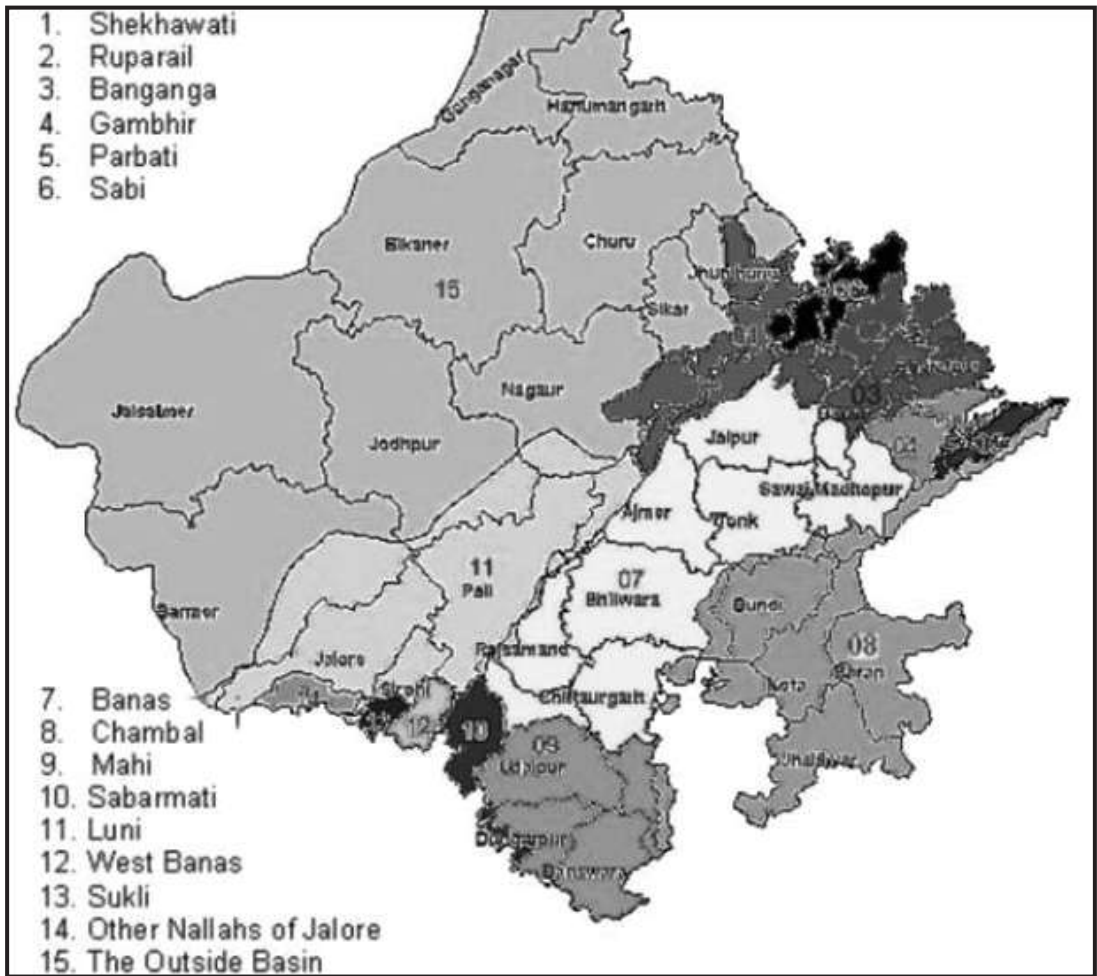 1. Shekhawati
2. Ruparail
3. Banganga
4. Gambhir
5. Parbati
6. Sabi
Ganganagar
Hanumangarh
Bikaner
Churu
15
Jhunjhunu
Sikar
01
02
Nagaur
03
Jaisalmer
Jodhpur
Jaipur
04
Sawai Madhopur
Ajmer
Tonk
11
Pali
07
Bhilwara
Bundi
Barmer
08
Baran
Rajsamand
Jalore
Kota
Sirohi
Chittaurgarh
12
10
09
Udaipur
Jhalawar
Dungarpur
Banswara
7. Banas
8. Chambal
9. Mahi
10. Sabarmati
11. Luni
12. West Banas
13. Sukli
14. Other Nallahs of Jalore
15. The Outside Basin